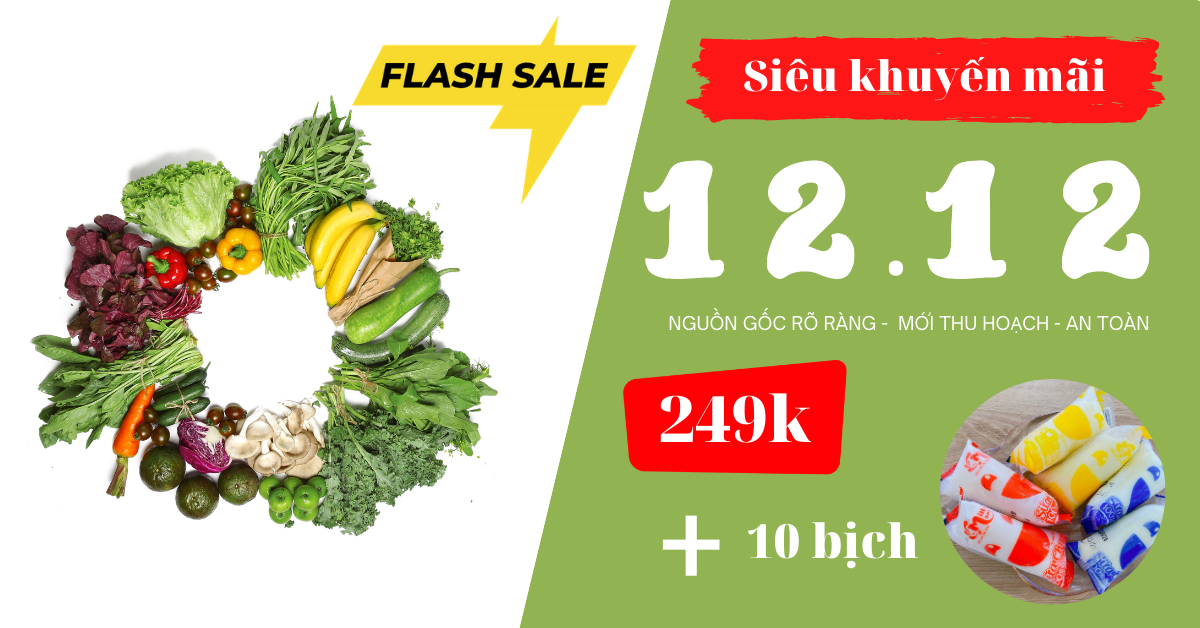 FLASH SALE
Siêu khuyến mãi
12.12
NGUỒN GỐC RÕ RÀNG - MỚI THU HOẠCH - AN TOÀN
249k
+ 10 bịch